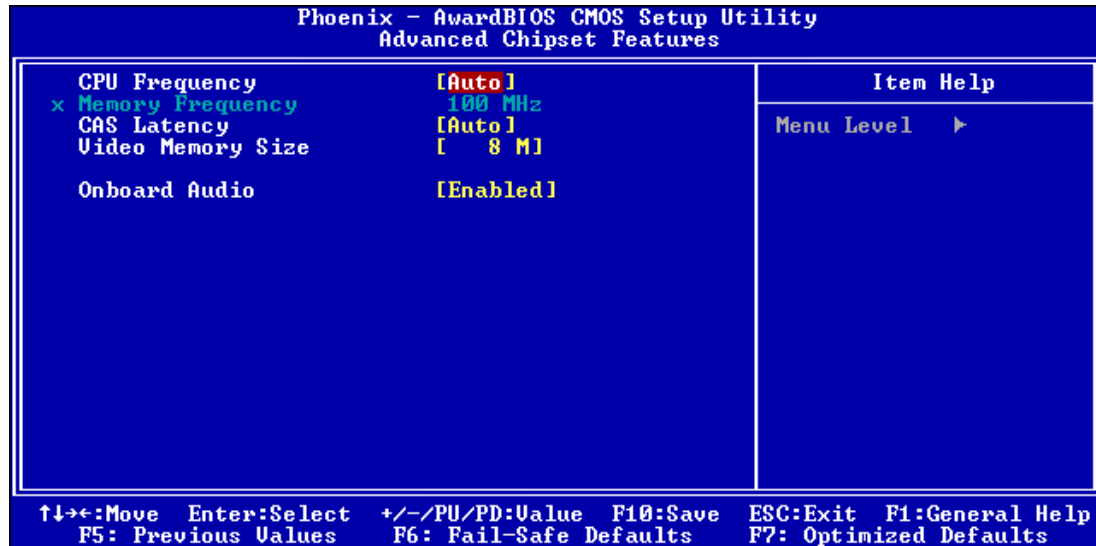 Phoenix - AwardBIOS CMOS Setup Utility
Advanced Chipset Features
CPU Frequency [Auto]
x Memory Frequency 100 MHz
CAS Latency [Auto]
Video Memory Size [ 8 M]
Onboard Audio [Enabled]
Item Help
Menu Level ►
↑↓→←:Move Enter:Select +/-/PU/PD:Value F10:Save ESC:Exit F1:General Help
F5: Previous Values F6: Fail-Safe Defaults F7: Optimized Defaults